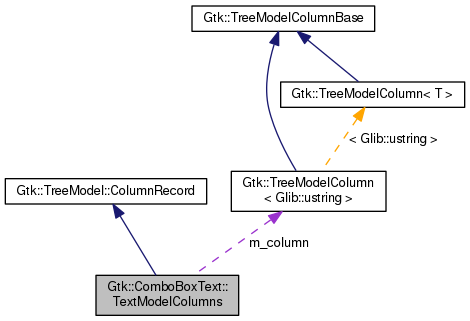 Gtk::TreeModelColumnBase
Gtk::TreeModelColumn< T >
< Glib::ustring >
Gtk::TreeModelColumn
< Glib::ustring >
Gtk::TreeModel::ColumnRecord
m_column
Gtk::ComboBoxText::
TextModelColumns